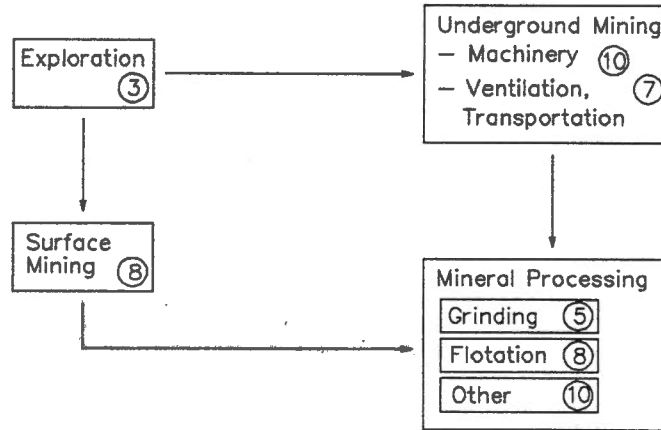 Exploration
3
Underground Mining
– Machinery 10
– Ventilation, 7
Transportation
Surface
Mining 8
Mineral Processing
Grinding 5
Flotation 8
Other 10